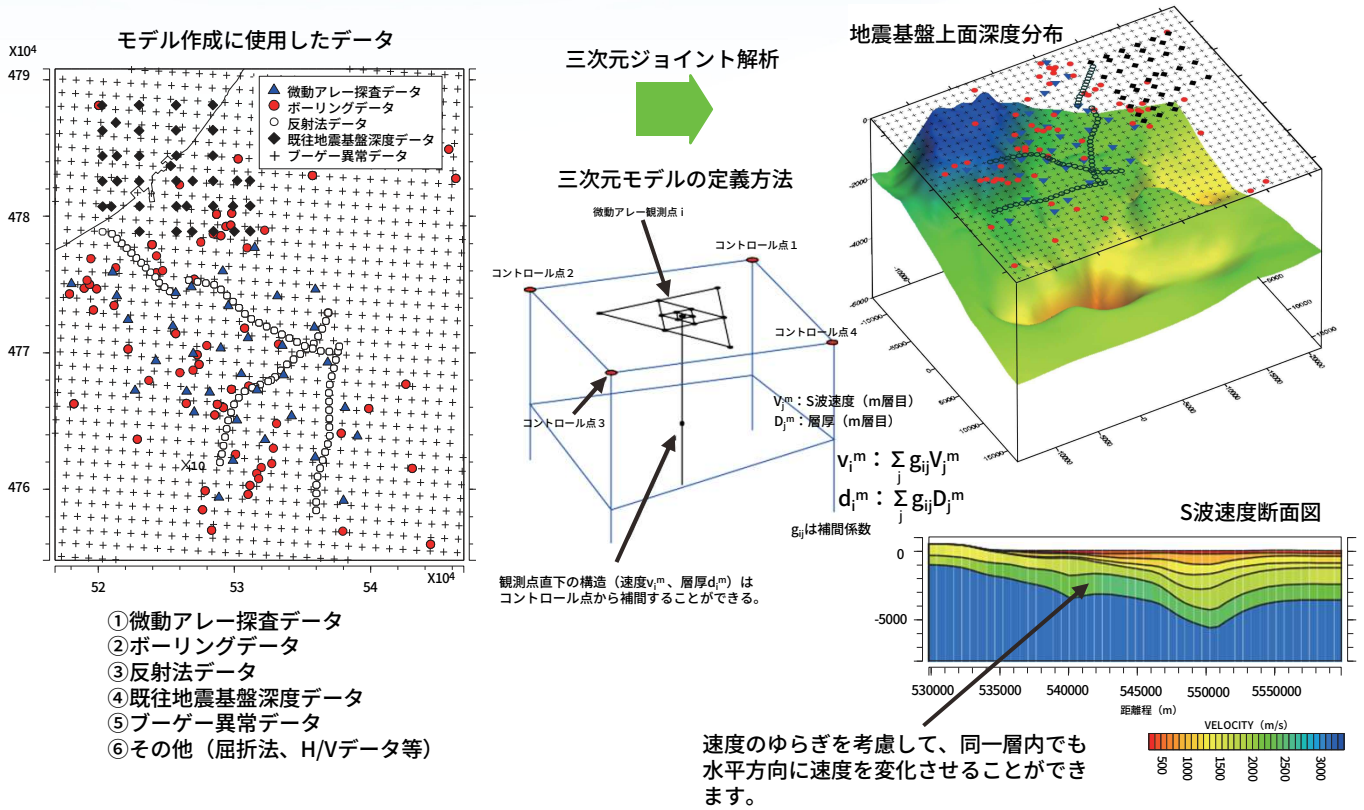 モデル作成に使用したデータ
X10⁴
479
478
477
476
52
53
54
X10⁴
X10
微動アレー探査データ
ボーリングデータ
反射法データ
既往地震基盤深度データ
ブーゲー異常データ
①微動アレー探査データ
②ボーリングデータ
③反射法データ
④既往地震基盤深度データ
⑤ブーゲー異常データ
⑥その他（屈折法、H/Vデータ等）
三次元ジョイント解析
三次元モデルの定義方法
微動アレー観測点 i
コントロール点1
コントロール点2
コントロール点4
コントロール点3
Vⱼᵐ：S波速度（m層目）
Dⱼᵐ：層厚（m層目）
vᵢᵐ： Σ gᵢⱼVⱼᵐ
j
dᵢᵐ： Σ gᵢⱼDⱼᵐ
j
gᵢⱼは補間係数
観測点直下の構造（速度vᵢᵐ、層厚dᵢᵐ）は
コントロール点から補間することができる。
地震基盤上面深度分布
0
-2000
-4000
-6000
S波速度断面図
0
-5000
530000
535000
540000
545000
550000
5550000
距離程（m）
VELOCITY（m/s）
500
1000
1500
2000
2500
3000
速度のゆらぎを考慮して、同一層内でも
水平方向に速度を変化させることができ
ます。